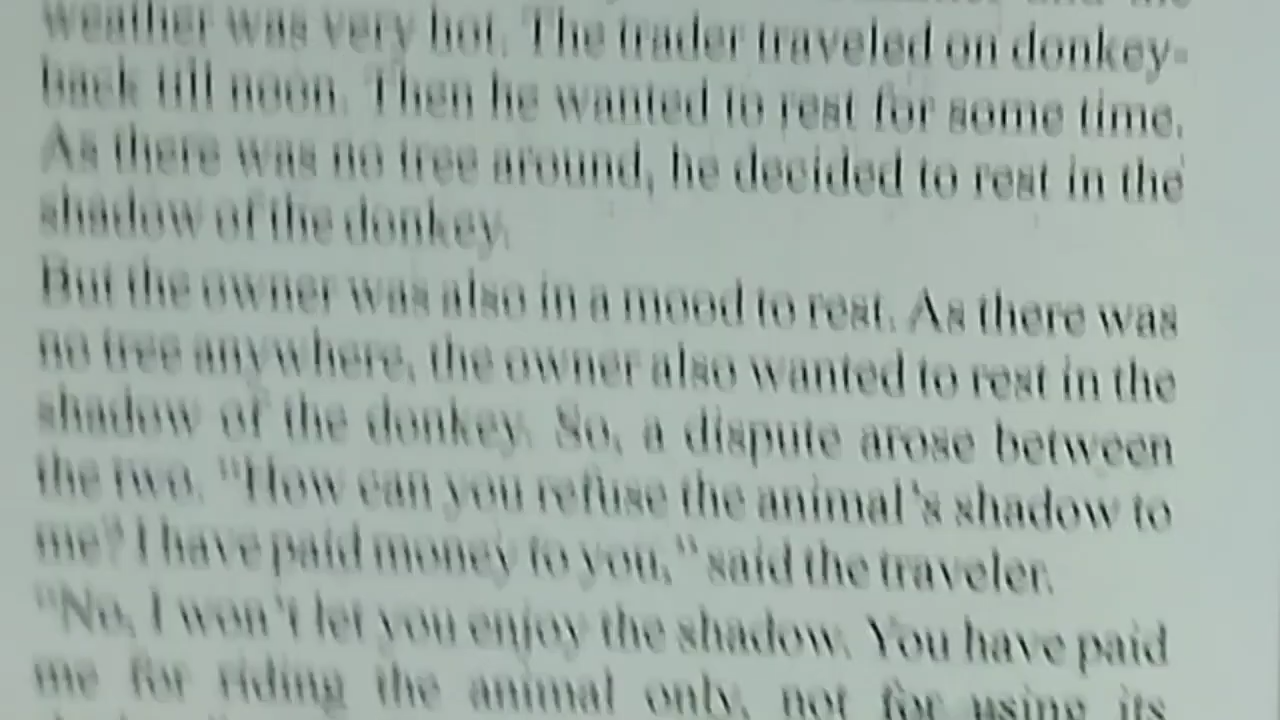 weather was very hot. The trader traveled on donkey-
back till noon. Then he wanted to rest for some time.
As there was no tree around, he decided to rest in the
shadow of the donkey.
But the owner was also in a mood to rest. As there was
no tree anywhere, the owner also wanted to rest in the
shadow of the donkey. So, a dispute arose between
the two. "How can you refuse the animal's shadow to
me? I have paid money to you," said the traveler.
"No, I won't let you enjoy the shadow. You have paid
me for riding the animal only, not for using its